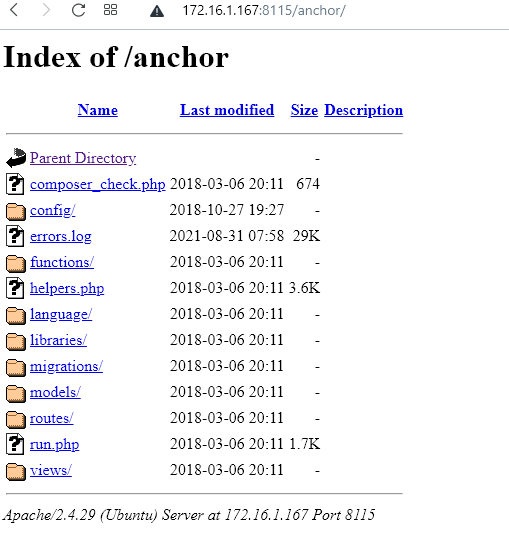 172.16.1.167:8115/anchor/
Index of /anchor
Name Last modified Size Description
Parent Directory -
composer_check.php 2018-03-06 20:11 674
config/ 2018-10-27 19:27 -
errors.log 2021-08-31 07:58 29K
functions/ 2018-03-06 20:11 -
helpers.php 2018-03-06 20:11 3.6K
language/ 2018-03-06 20:11 -
libraries/ 2018-03-06 20:11 -
migrations/ 2018-03-06 20:11 -
models/ 2018-03-06 20:11 -
routes/ 2018-03-06 20:11 -
run.php 2018-03-06 20:11 1.7K
views/ 2018-03-06 20:11 -
Apache/2.4.29 (Ubuntu) Server at 172.16.1.167 Port 8115